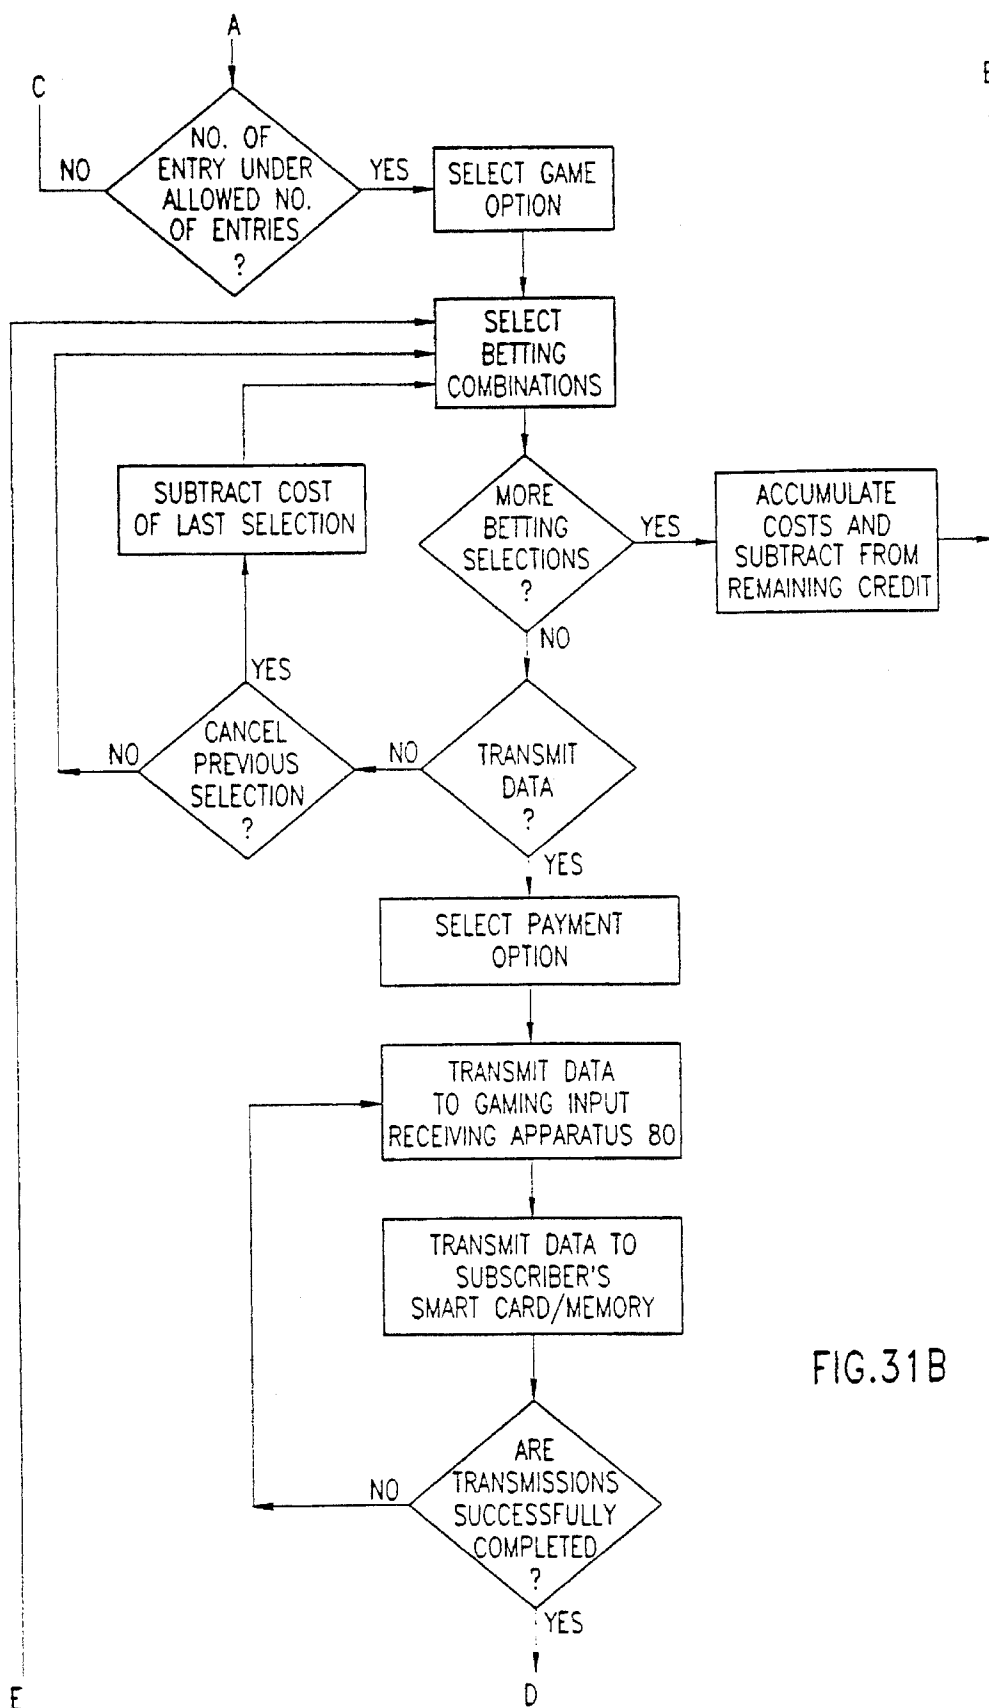 A
C
NO. OF
ENTRY UNDER
ALLOWED NO.
OF ENTRIES
?
NO
YES
SELECT GAME
OPTION
SELECT
BETTING
COMBINATIONS
SUBTRACT COST
OF LAST SELECTION
MORE
BETTING
SELECTIONS
?
YES
ACCUMULATE
COSTS AND
SUBTRACT FROM
REMAINING CREDIT
NO
YES
CANCEL
PREVIOUS
SELECTION
?
NO
NO
TRANSMIT
DATA
?
YES
SELECT PAYMENT
OPTION
TRANSMIT DATA
TO GAMING INPUT
RECEIVING APPARATUS 80
TRANSMIT DATA TO
SUBSCRIBER'S
SMART CARD/MEMORY
FIG.31B
ARE
TRANSMISSIONS
SUCCESSFULLY
COMPLETED
?
NO
YES
D